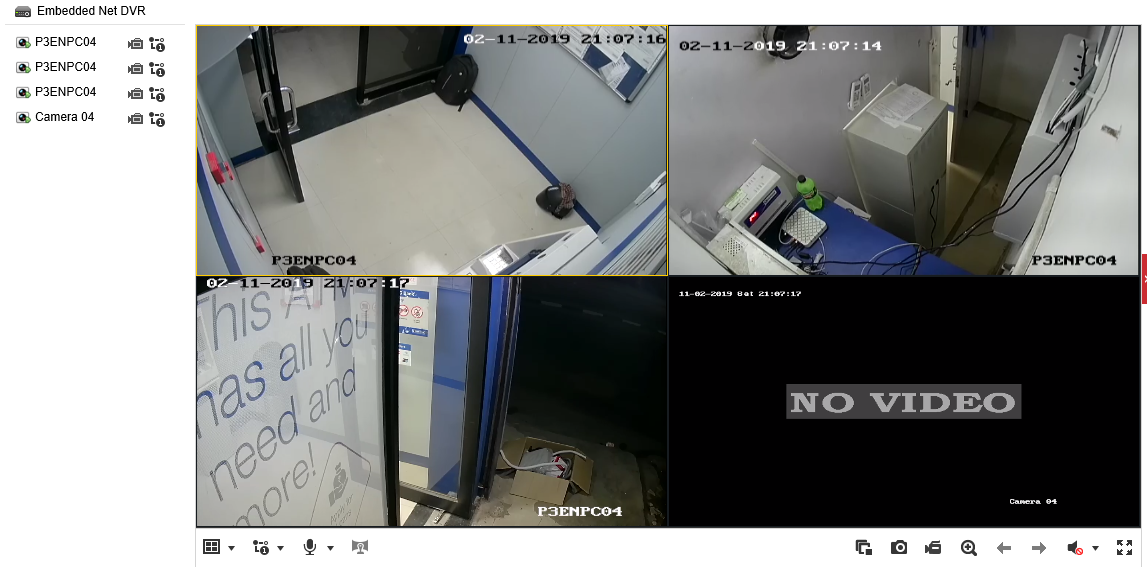 Embedded Net DVR
P3ENPC04
P3ENPC04
P3ENPC04
Camera 04
02-11-2019 21:07:16
P3ENPC04
02-11-2019 21:07:14
P3ENPC04
02-11-2019 21:07:17
This
has all you
need and
more!
P3ENPC04
11-02-2019 Sat 21:07:17
NO VIDEO
Camera 04